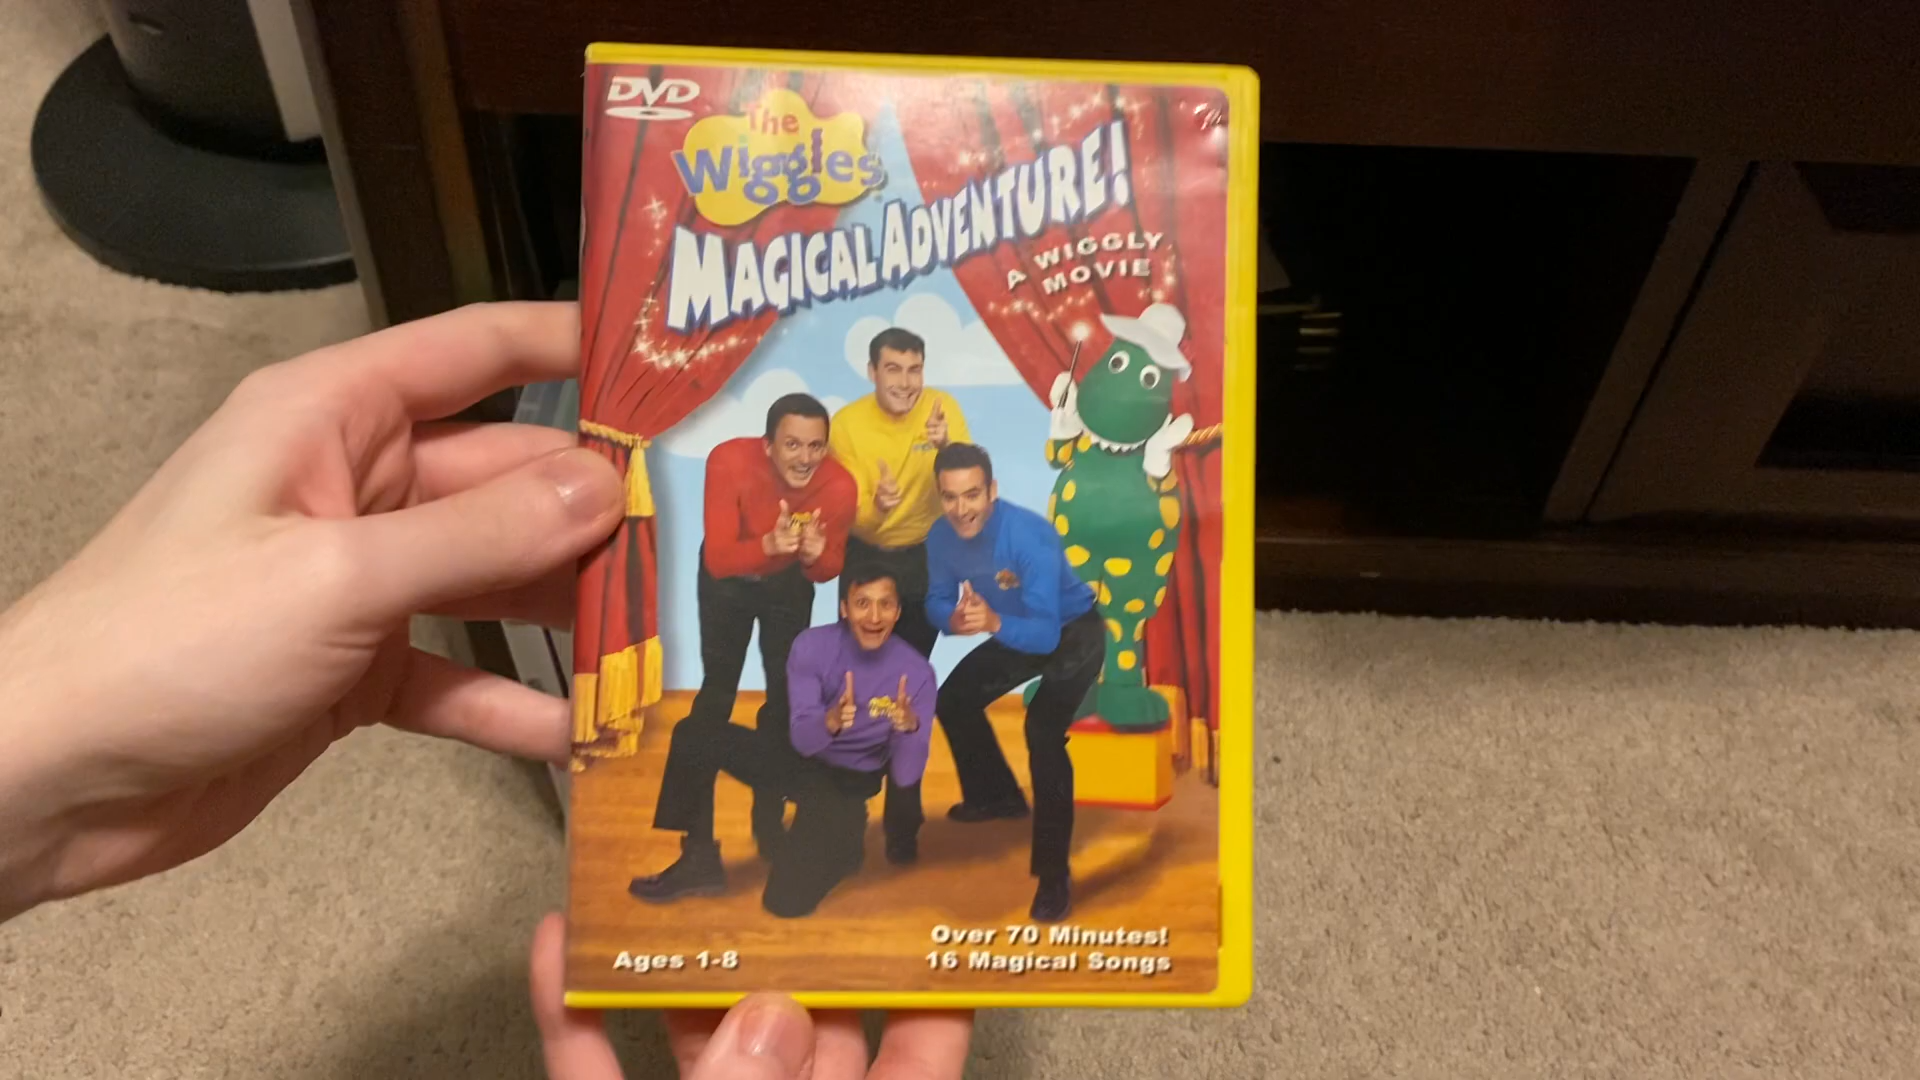 DVD
The
Wiggles
MAGICAL ADVENTURE!
A WIGGLY
MOVIE
Over 70 Minutes!
Ages 1-8
16 Magical Songs